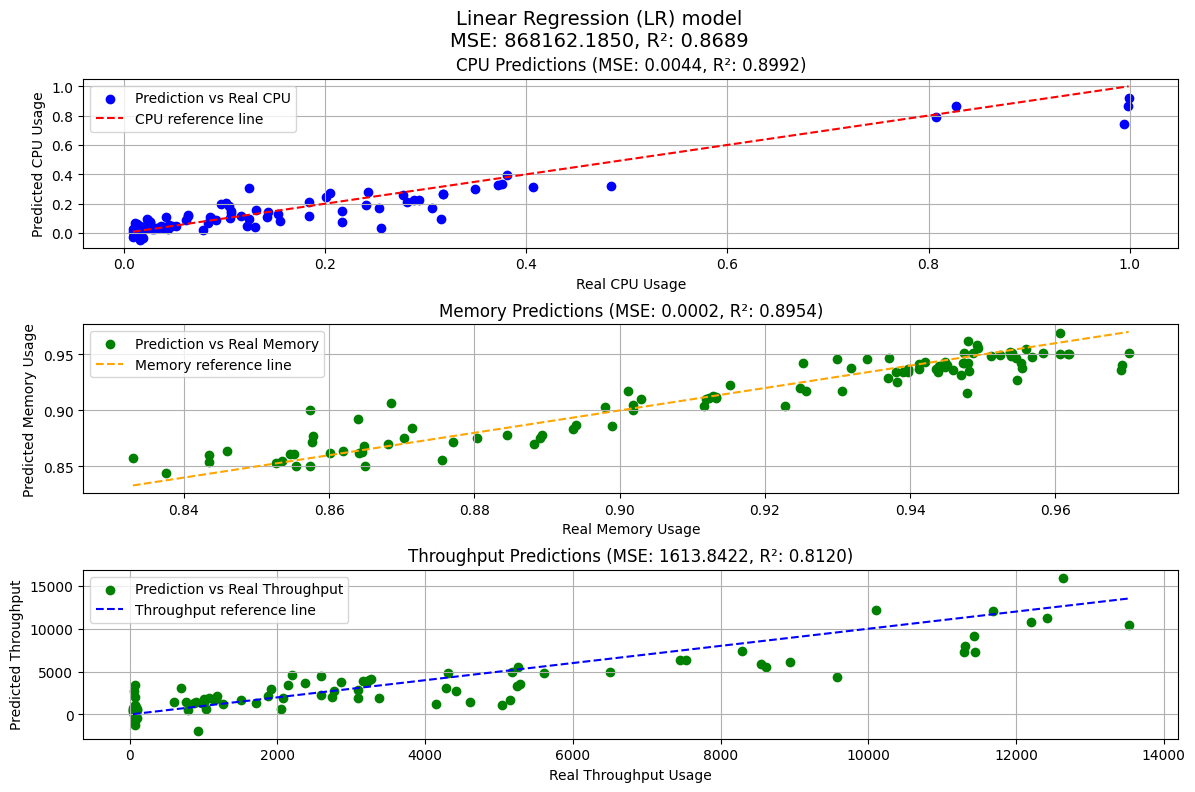 Linear Regression (LR) model
MSE: 868162.1850, R²: 0.8689
CPU Predictions (MSE: 0.0044, R²: 0.8992)
Predicted CPU Usage
1.0
0.8
0.6
0.4
0.2
0.0
Prediction vs Real CPU
CPU reference line
0.0 0.2 0.4 0.6 0.8 1.0
Real CPU Usage
Memory Predictions (MSE: 0.0002, R²: 0.8954)
Predicted Memory Usage
0.95
0.90
0.85
Prediction vs Real Memory
Memory reference line
0.84 0.86 0.88 0.90 0.92 0.94 0.96
Real Memory Usage
Throughput Predictions (MSE: 1613.8422, R²: 0.8120)
Predicted Throughput
15000
10000
5000
0
Prediction vs Real Throughput
Throughput reference line
0 2000 4000 6000 8000 10000 12000 14000
Real Throughput Usage